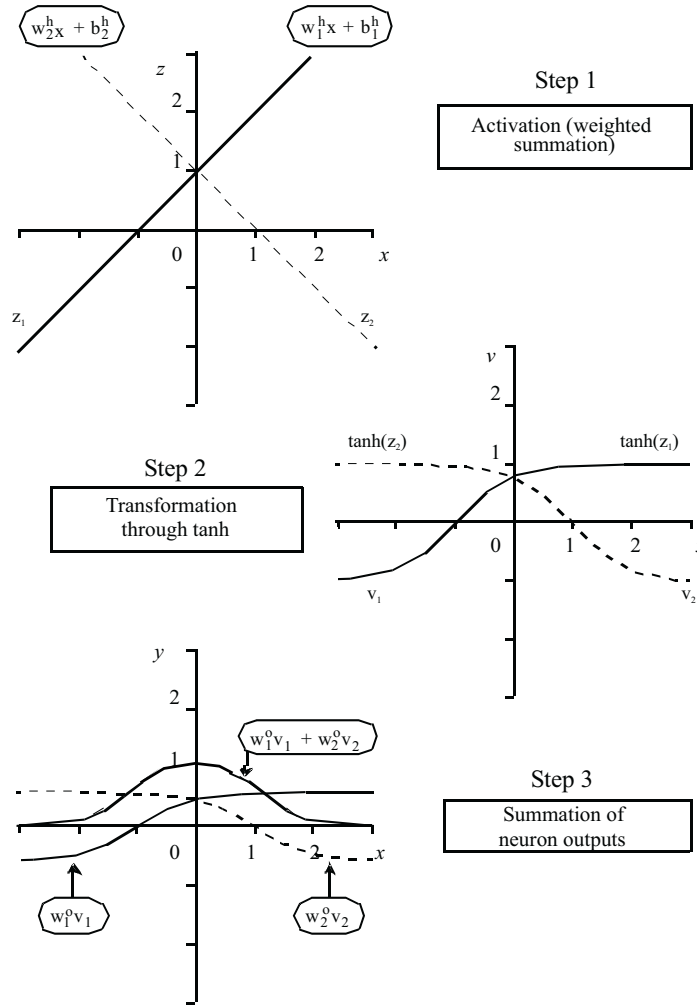 w₂ʰx + b₂ʰ
w₁ʰx + b₁ʰ
z
2
1
0
1
2
x
z₁
z₂
Step 1
Activation (weighted
summation)
v
2
tanh(z₂)
1
tanh(z₁)
0
1
2
v₁
v₂
Step 2
Transformation
through tanh
y
2
w₁ᵒv₁ + w₂ᵒv₂
1
0
1
2
x
w₁ᵒv₁
w₂ᵒv₂
Step 3
Summation of
neuron outputs